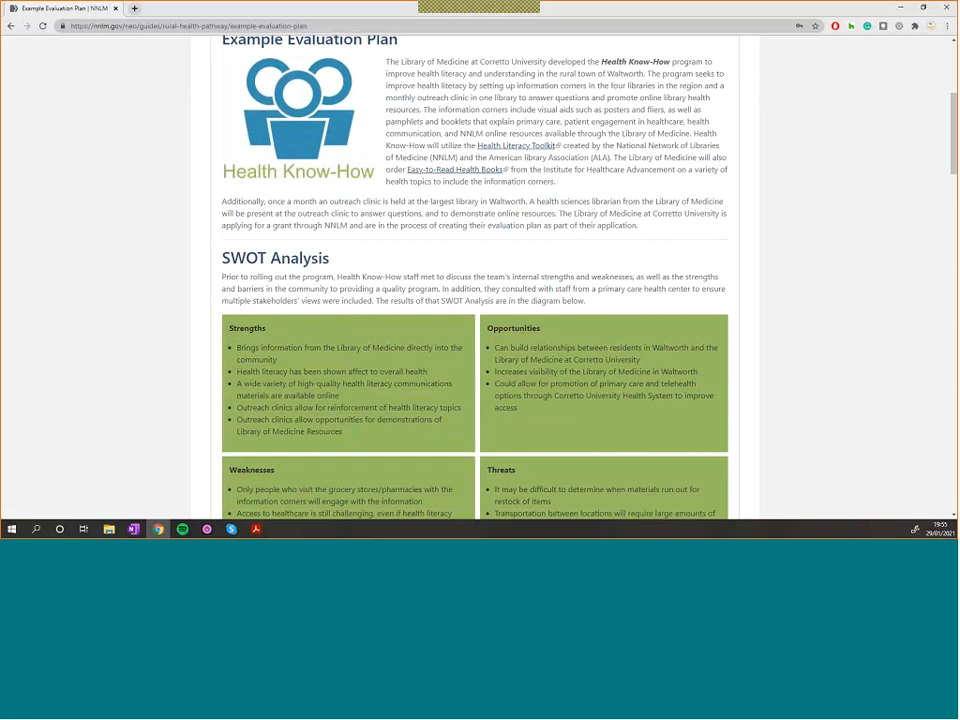 Example Evaluation Plan | NNLM
https://nnlm.gov/neo/guides/rural-health-pathway/example-evaluation-plan
Example Evaluation Plan
The Library of Medicine at Corretto University developed the Health Know-How program to
improve health literacy and understanding in the rural town of Waltworth. The program seeks to
improve health literacy by setting up information corners in the four libraries in the region and a
monthly outreach clinic in one library to answer questions and promote online library health
resources. The information corners include visual aids such as posters and fliers, as well as
pamphlets and booklets that explain primary care, patient engagement in healthcare, health
communication, and NNLM online resources available through the Library of Medicine. Health
Know-How will utilize the Health Literacy Toolkit created by the National Network of Libraries
of Medicine (NNLM) and the American library Association (ALA). The Library of Medicine will also
order Easy-to-Read Health Books from the Institute for Healthcare Advancement on a variety of
health topics to include the information corners.
Health Know-How
Additionally, once a month an outreach clinic is held at the largest library in Waltworth. A health sciences librarian from the Library of Medicine
will be present at the outreach clinic to answer questions, and to demonstrate online resources. The Library of Medicine at Corretto University is
applying for a grant through NNLM and are in the process of creating their evaluation plan as part of their application.
SWOT Analysis
Prior to rolling out the program, Health Know-How staff met to discuss the team's internal strengths and weaknesses, as well as the strengths
and barriers in the community to providing a quality program. In addition, they consulted with staff from a primary care health center to ensure
multiple stakeholders' views were included. The results of that SWOT Analysis are in the diagram below.
Strengths
• Brings information from the Library of Medicine directly into the
community
• Health literacy has been shown affect to overall health
• A wide variety of high-quality health literacy communications
materials are available online
• Outreach clinics allow for reinforcement of health literacy topics
• Outreach clinics allow opportunities for demonstrations of
Library of Medicine Resources
Opportunities
• Can build relationships between residents in Waltworth and the
Library of Medicine at Corretto University
• Increases visibility of the Library of Medicine in Waltworth
• Could allow for promotion of primary care and telehealth
options through Corretto University Health System to improve
access
Weaknesses
• Only people who visit the grocery stores/pharmacies with the
information corners will engage with the information
• Access to healthcare is still challenging, even if health literacy
Threats
• It may be difficult to determine when materials run out for
restock of items
• Transportation between locations will require large amounts of
19:55
29/01/2021